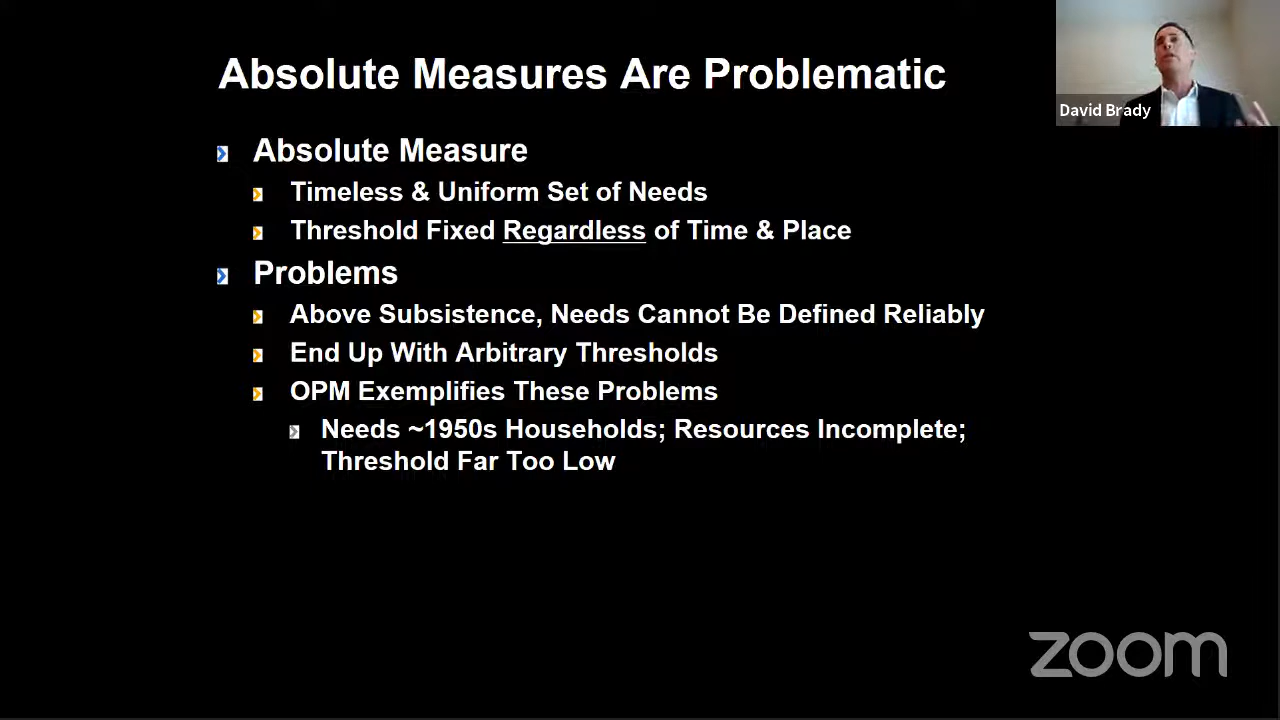 Absolute Measures Are Problematic
David Brady
Absolute Measure
Timeless & Uniform Set of Needs
Threshold Fixed Regardless of Time & Place
Problems
Above Subsistence, Needs Cannot Be Defined Reliably
End Up With Arbitrary Thresholds
OPM Exemplifies These Problems
Needs ~1950s Households; Resources Incomplete;
Threshold Far Too Low
zoom